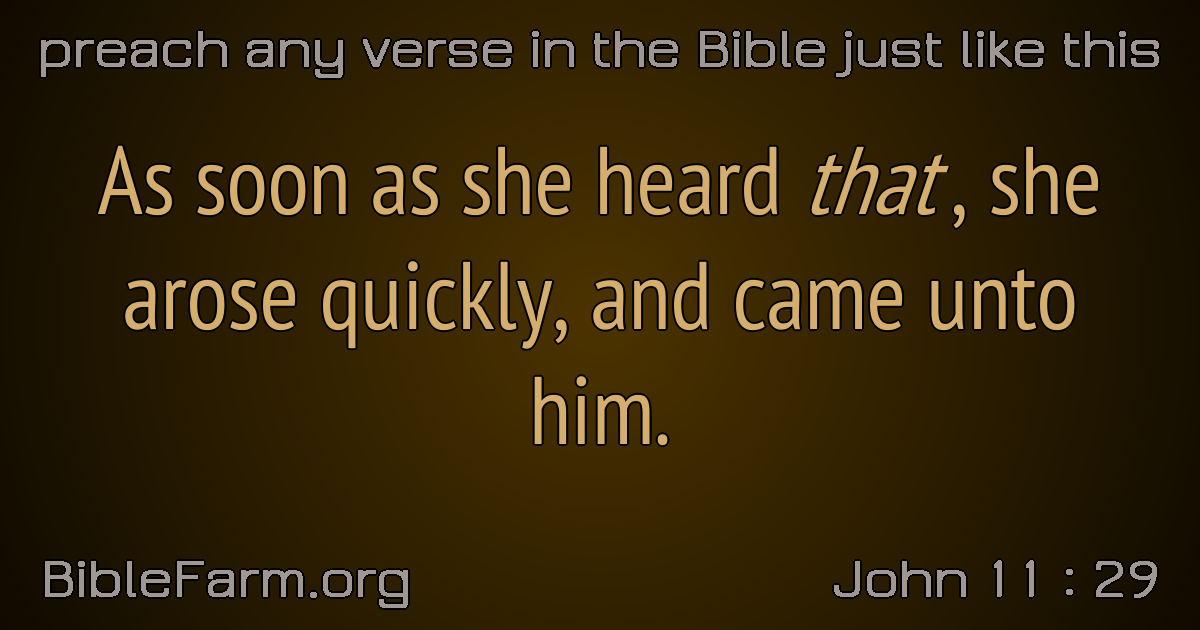 preach any verse in the Bible just like this
As soon as she heard that, she
arose quickly, and came unto
him.
BibleFarm.org
John 11 : 29